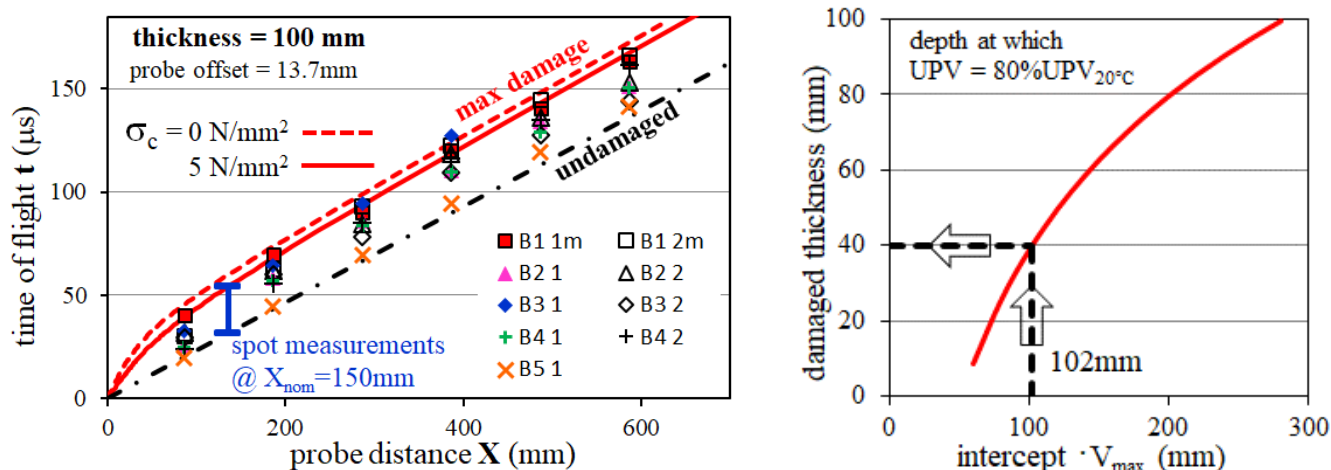 thickness = 100 mm
probe offset = 13.7mm
σc = 0 N/mm²
5 N/mm²
max damage
undamaged
spot measurements
@ Xnom=150mm
B1 1m
B1 2m
B2 1
B2 2
B3 1
B3 2
B4 1
B4 2
B5 1
time of flight t (µs)
150
100
50
0
0
200
400
600
probe distance X (mm)
depth at which
UPV = 80%UPV20°C
102mm
damaged thickness (mm)
100
80
60
40
20
0
0
100
200
300
intercept ·Vmax (mm)